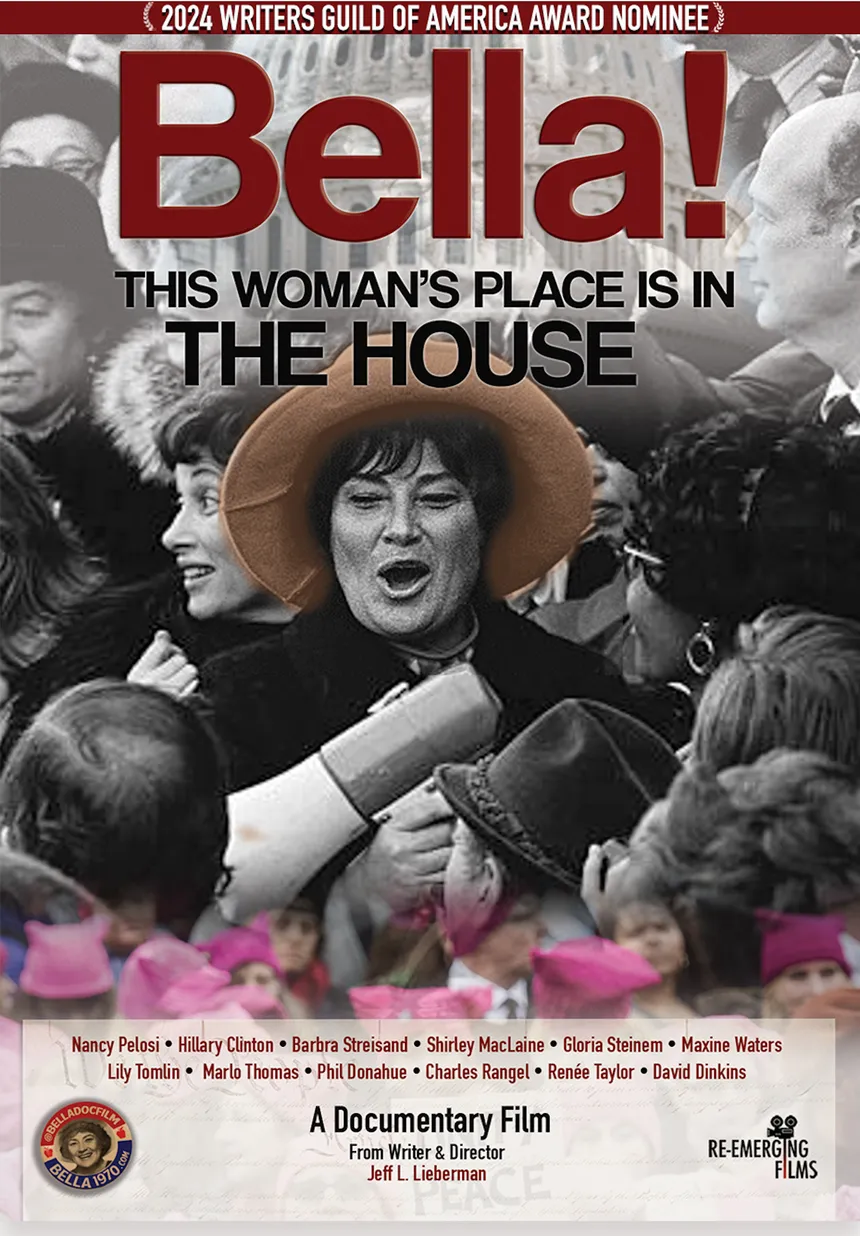 2024 WRITERS GUILD OF AMERICA AWARD NOMINEE
Bella!
THIS WOMAN'S PLACE IS IN
THE HOUSE
Nancy Pelosi • Hillary Clinton • Barbra Streisand • Shirley MacLaine • Gloria Steinem • Maxine Waters
Lily Tomlin • Marlo Thomas • Phil Donahue • Charles Rangel • Renée Taylor • David Dinkins
A Documentary Film
From Writer & Director
Jeff L. Lieberman
@BELLADOCFILM
BELLA1970.COM
RE-EMERGING
FILMS
PEACE